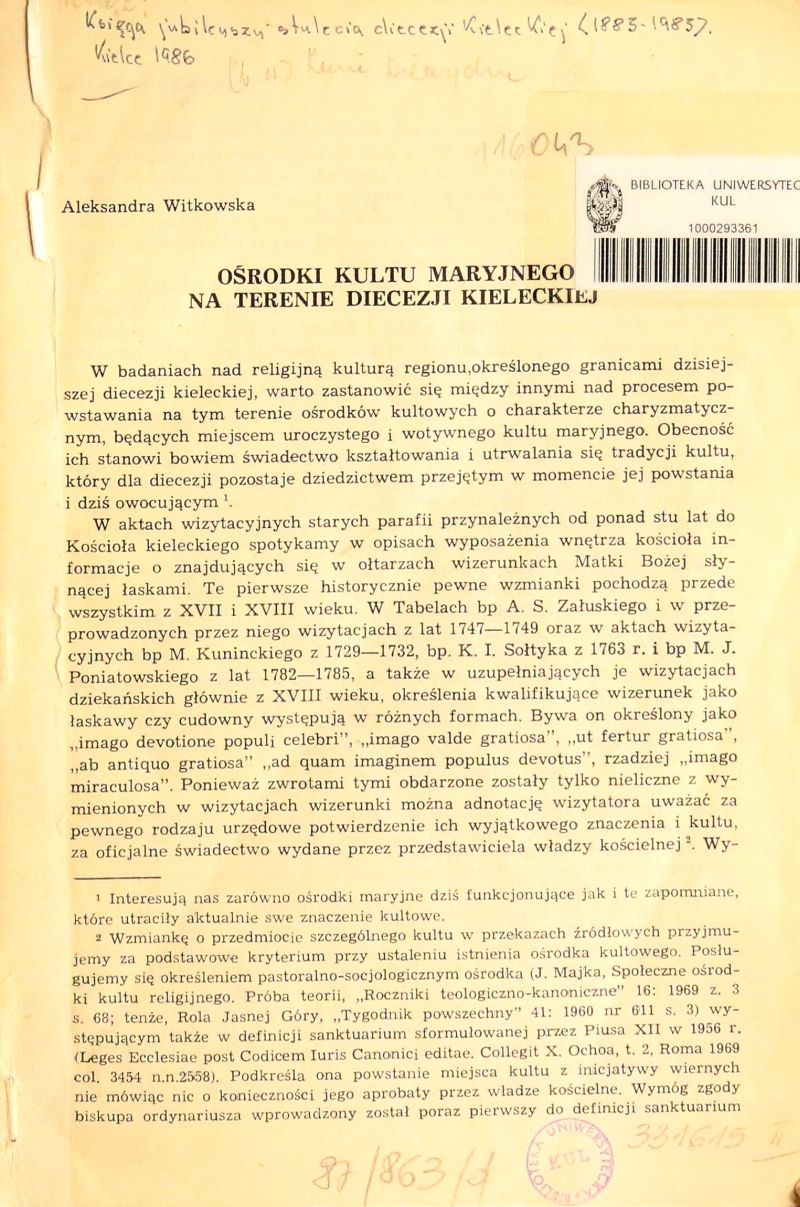 Księga jubileuszu stulecia diecezji Kieleckiej (1883-1983).
Kielce 1986
043
BIBLIOTEKA UNIWERSYTEC
KUL
1000293361
Aleksandra Witkowska
OŚRODKI KULTU MARYJNEGO
NA TERENIE DIECEZJI KIELECKIEJ
W badaniach nad religijną kulturą regionu,określonego granicami dzisiej-
szej diecezji kieleckiej, warto zastanowić się między innymi nad procesem po-
wstawania na tym terenie ośrodków kultowych o charakterze charyzmatycz-
nym, będących miejscem uroczystego i wotywnego kultu maryjnego. Obecność
ich stanowi bowiem świadectwo kształtowania i utrwalania się tradycji kultu,
który dla diecezji pozostaje dziedzictwem przejętym w momencie jej powstania
i dziś owocującym ¹.
W aktach wizytacyjnych starych parafii przynależnych od ponad stu lat do
Kościoła kieleckiego spotykamy w opisach wyposażenia wnętrza kościoła in-
formacje o znajdujących się w ołtarzach wizerunkach Matki Bożej sły-
nącej łaskami. Te pierwsze historycznie pewne wzmianki pochodzą przede
wszystkim z XVII i XVIII wieku. W Tabelach bp A. S. Załuskiego i w prze-
prowadzonych przez niego wizytacjach z lat 1747—1749 oraz w aktach wizyta-
cyjnych bp M. Kuninckiego z 1729—1732, bp. K. I. Sołtyka z 1763 r. i bp M. J.
Poniatowskiego z lat 1782—1785, a także w uzupełniających je wizytacjach
dziekańskich głównie z XVIII wieku, określenia kwalifikujące wizerunek jako
łaskawy czy cudowny występują w różnych formach. Bywa on określony jako
„imago devotione populi celebri”, „imago valde gratiosa”, „ut fertur gratiosa”,
„ab antiquo gratiosa” „ad quam imaginem populus devotus”, rzadziej „imago
miraculosa”. Ponieważ zwrotami tymi obdarzone zostały tylko nieliczne z wy-
mienionych w wizytacjach wizerunki można adnotację wizytatora uważać za
pewnego rodzaju urzędowe potwierdzenie ich wyjątkowego znaczenia i kultu,
za oficjalne świadectwo wydane przez przedstawiciela władzy kościelnej ². Wy-
¹ Interesują nas zarówno ośrodki maryjne dziś funkcjonujące jak i te zapomniane,
które utraciły aktualnie swe znaczenie kultowe.
² Wzmiankę o przedmiocie szczególnego kultu w przekazach źródłowych przyjmu-
jemy za podstawowe kryterium przy ustaleniu istnienia ośrodka kultowego. Posłu-
gujemy się określeniem pastoralno-socjologicznym ośrodka (J. Majka, Społeczne ośrod-
ki kultu religijnego. Próba teorii, „Roczniki teologiczno-kanoniczne” 16: 1969 z. 3
s. 68; tenże, Rola Jasnej Góry, „Tygodnik powszechny” 41: 1960 nr 611 s. 3) wy-
stępującym także w definicji sanktuarium sformułowanej przez Piusa XII w 1956 r.
(Leges Ecclesiae post Codicem Iuris Canonici editae. Collegit X. Ochoa, t. 2, Roma 1969
col. 3454 n.n.2558). Podkreśla ona powstanie miejsca kultu z inicjatywy wiernych
nie mówiąc nic o konieczności jego aprobaty przez władze kościelne. Wymóg zgody
biskupa ordynariusza wprowadzony został poraz pierwszy do definicji sanktuarium
331615 II
87/863/d
KUL